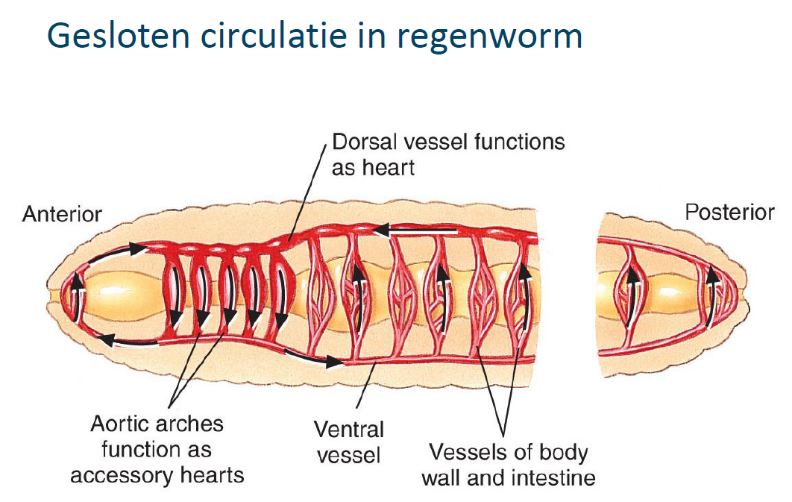 Gesloten circulatie in regenworm
Dorsal vessel functions
as heart
Anterior
Posterior
Aortic arches
function as
accessory hearts
Ventral
vessel
Vessels of body
wall and intestine